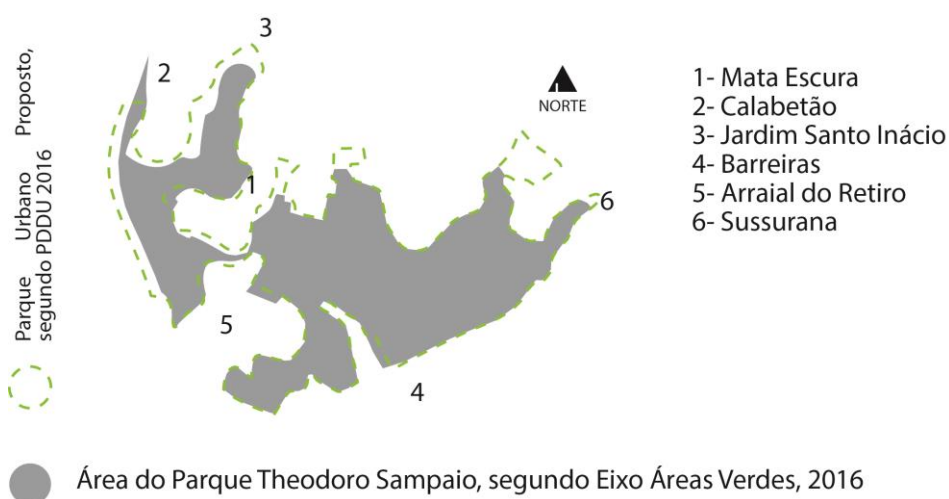 Parque Urbano Proposto,
segundo PDDU 2016
3
2
1
6
5
4
NORTE
1- Mata Escura
2- Calabetão
3- Jardim Santo Inácio
4- Barreiras
5- Arraial do Retiro
6- Sussurana
Área do Parque Theodoro Sampaio, segundo Eixo Áreas Verdes, 2016